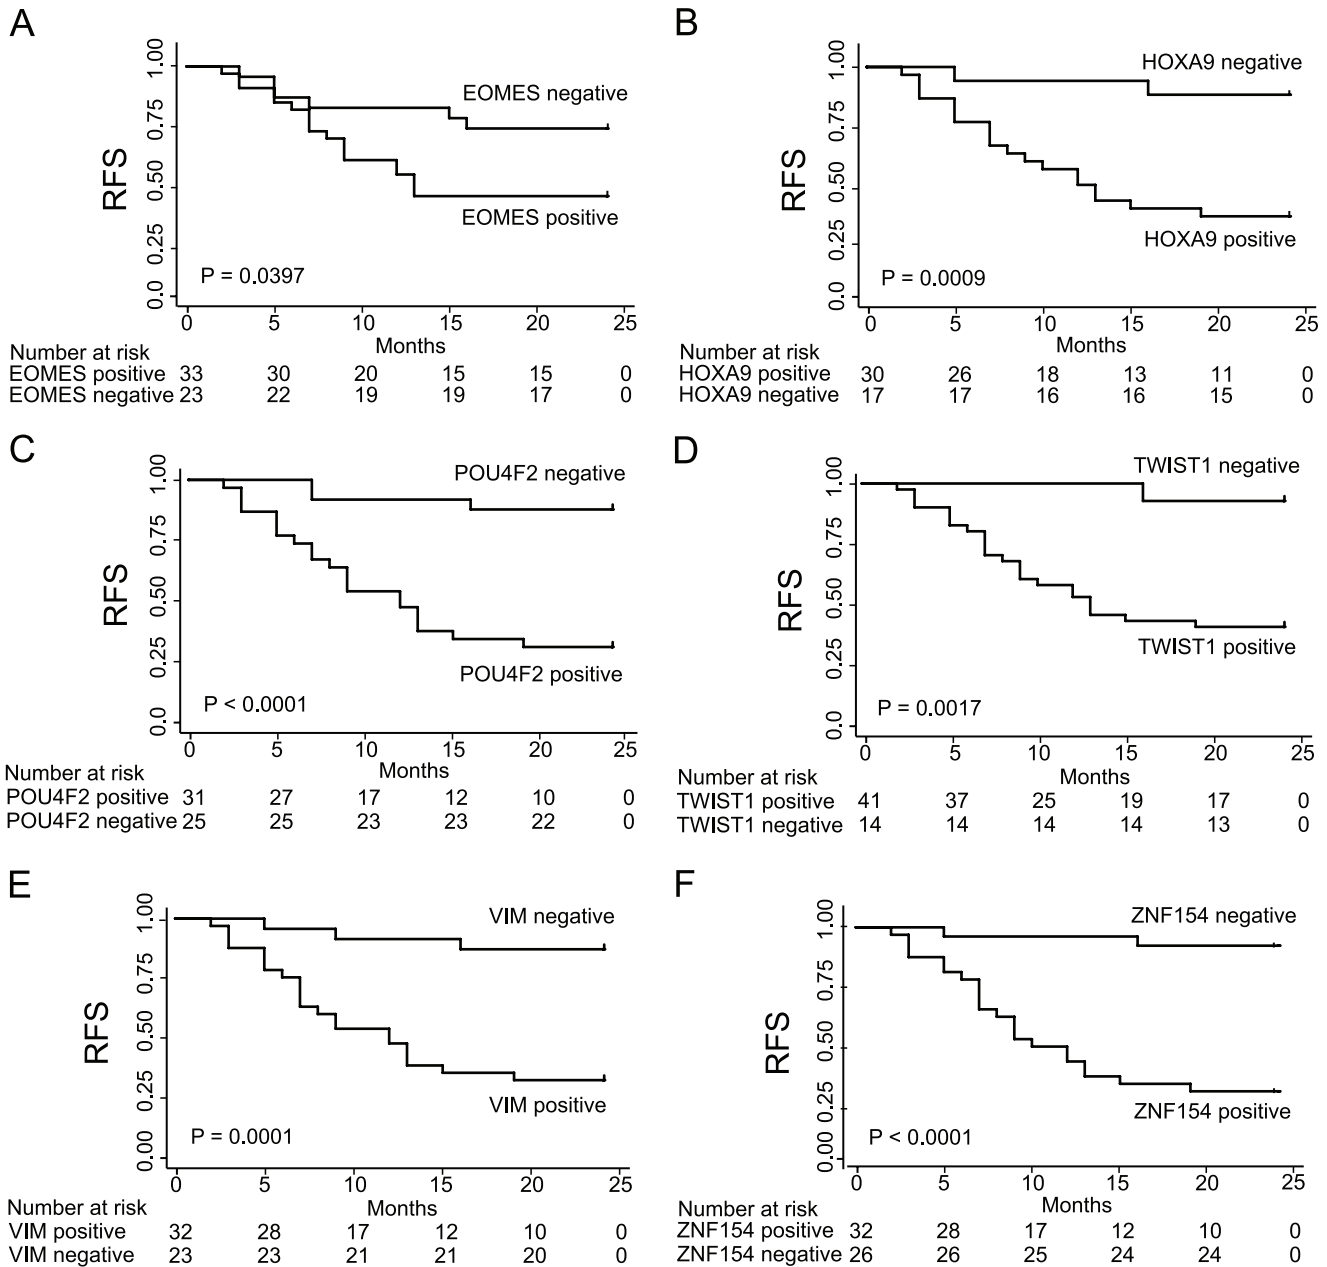 A
RFS
1.00
0.75
0.50
0.25
0.0
EOMES negative
EOMES positive
P = 0.0397
0 5 10 15 20 25
Months
Number at risk
EOMES positive 33 30 20 15 15 0
EOMES negative 23 22 19 19 17 0
B
RFS
1.00
0.75
0.50
0.25
0.0
HOXA9 negative
HOXA9 positive
P = 0.0009
0 5 10 15 20 25
Months
Number at risk
HOXA9 positive 30 26 18 13 11 0
HOXA9 negative 17 17 16 16 15 0
C
RFS
1.00
0.75
0.50
0.25
0.0
POU4F2 negative
POU4F2 positive
P < 0.0001
0 5 10 15 20 25
Months
Number at risk
POU4F2 positive 31 27 17 12 10 0
POU4F2 negative 25 25 23 23 22 0
D
RFS
1.00
0.75
0.50
0.25
0.0
TWIST1 negative
TWIST1 positive
P = 0.0017
0 5 10 15 20 25
Months
Number at risk
TWIST1 positive 41 37 25 19 17 0
TWIST1 negative 14 14 14 14 13 0
E
RFS
1.00
0.75
0.50
0.25
0.00
VIM negative
VIM positive
P = 0.0001
0 5 10 15 20 25
Months
Number at risk
VIM positive 32 28 17 12 10 0
VIM negative 23 23 21 21 20 0
F
RFS
1.00
0.75
0.50
0.25
0.00
ZNF154 negative
ZNF154 positive
P < 0.0001
0 5 10 15 20 25
Months
Number at risk
ZNF154 positive 32 28 17 12 10 0
ZNF154 negative 26 26 25 24 24 0